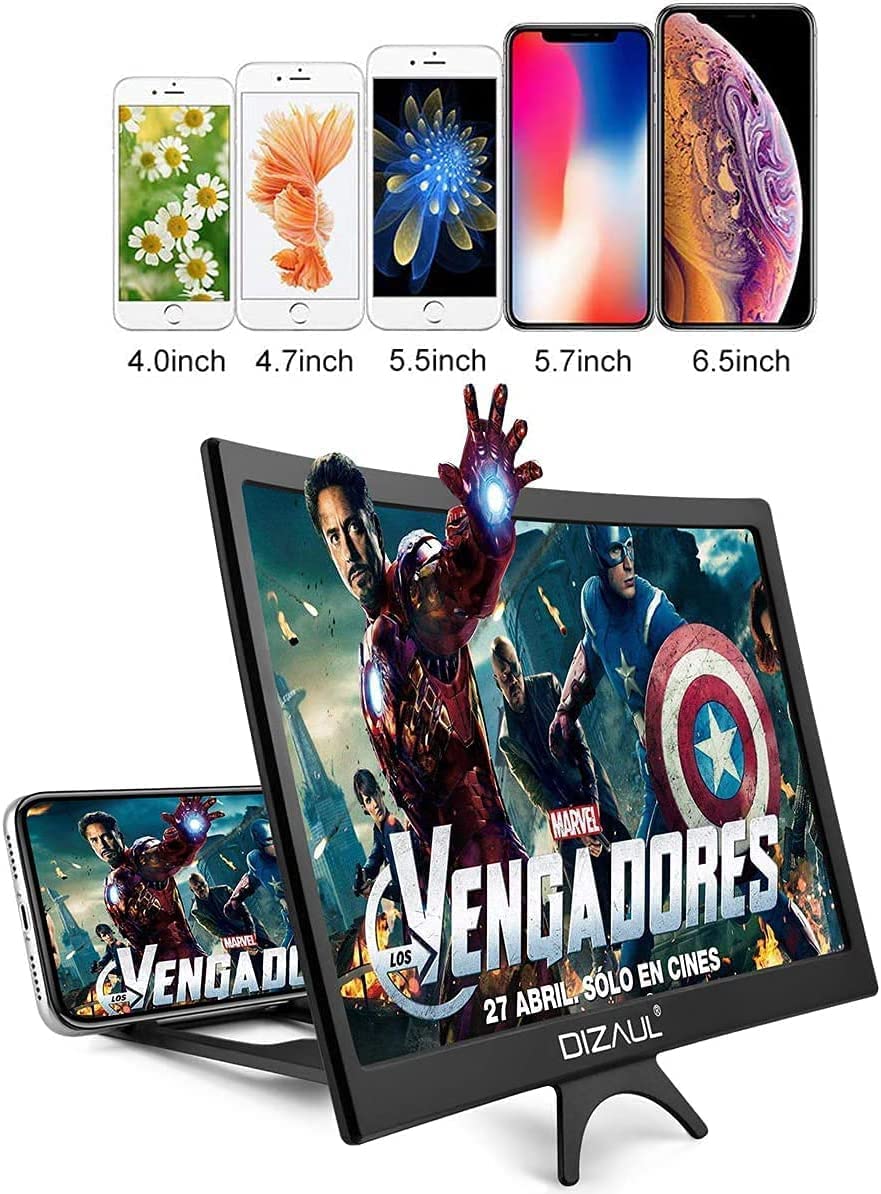 4.0inch 4.7inch 5.5inch 5.7inch 6.5inch
MARVEL
LOS VENGADORES
27 ABRIL. SÓLO EN CINES
DIZAUL®
MARVEL
LOS VENGADO